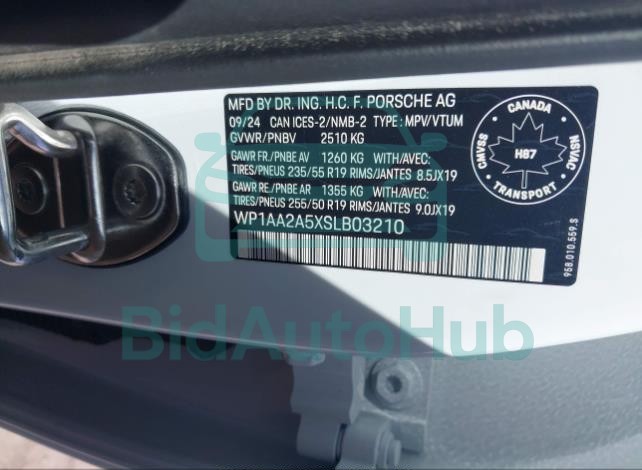 MFD BY DR. ING. H.C. F. PORSCHE AG
09/24 CAN ICES-2/NMB-2 TYPE: MPV/VTUM
GVWR/PNBV 2510 KG
GAWR FR./PNBE AV 1260 KG WITH/AVEC:
TIRES/PNEUS 235/55 R19 RIMS/JANTES 8.5JX19
GAWR RE./PNBE AR 1355 KG WITH/AVEC:
TIRES/PNEUS 255/50 R19 RIMS/JANTES 9.0JX19
WP1AA2A5XSLB03210
CANADA
CMVSS
NSVAC
H87
TRANSPORT
958.010.559.S
BidAutoHub